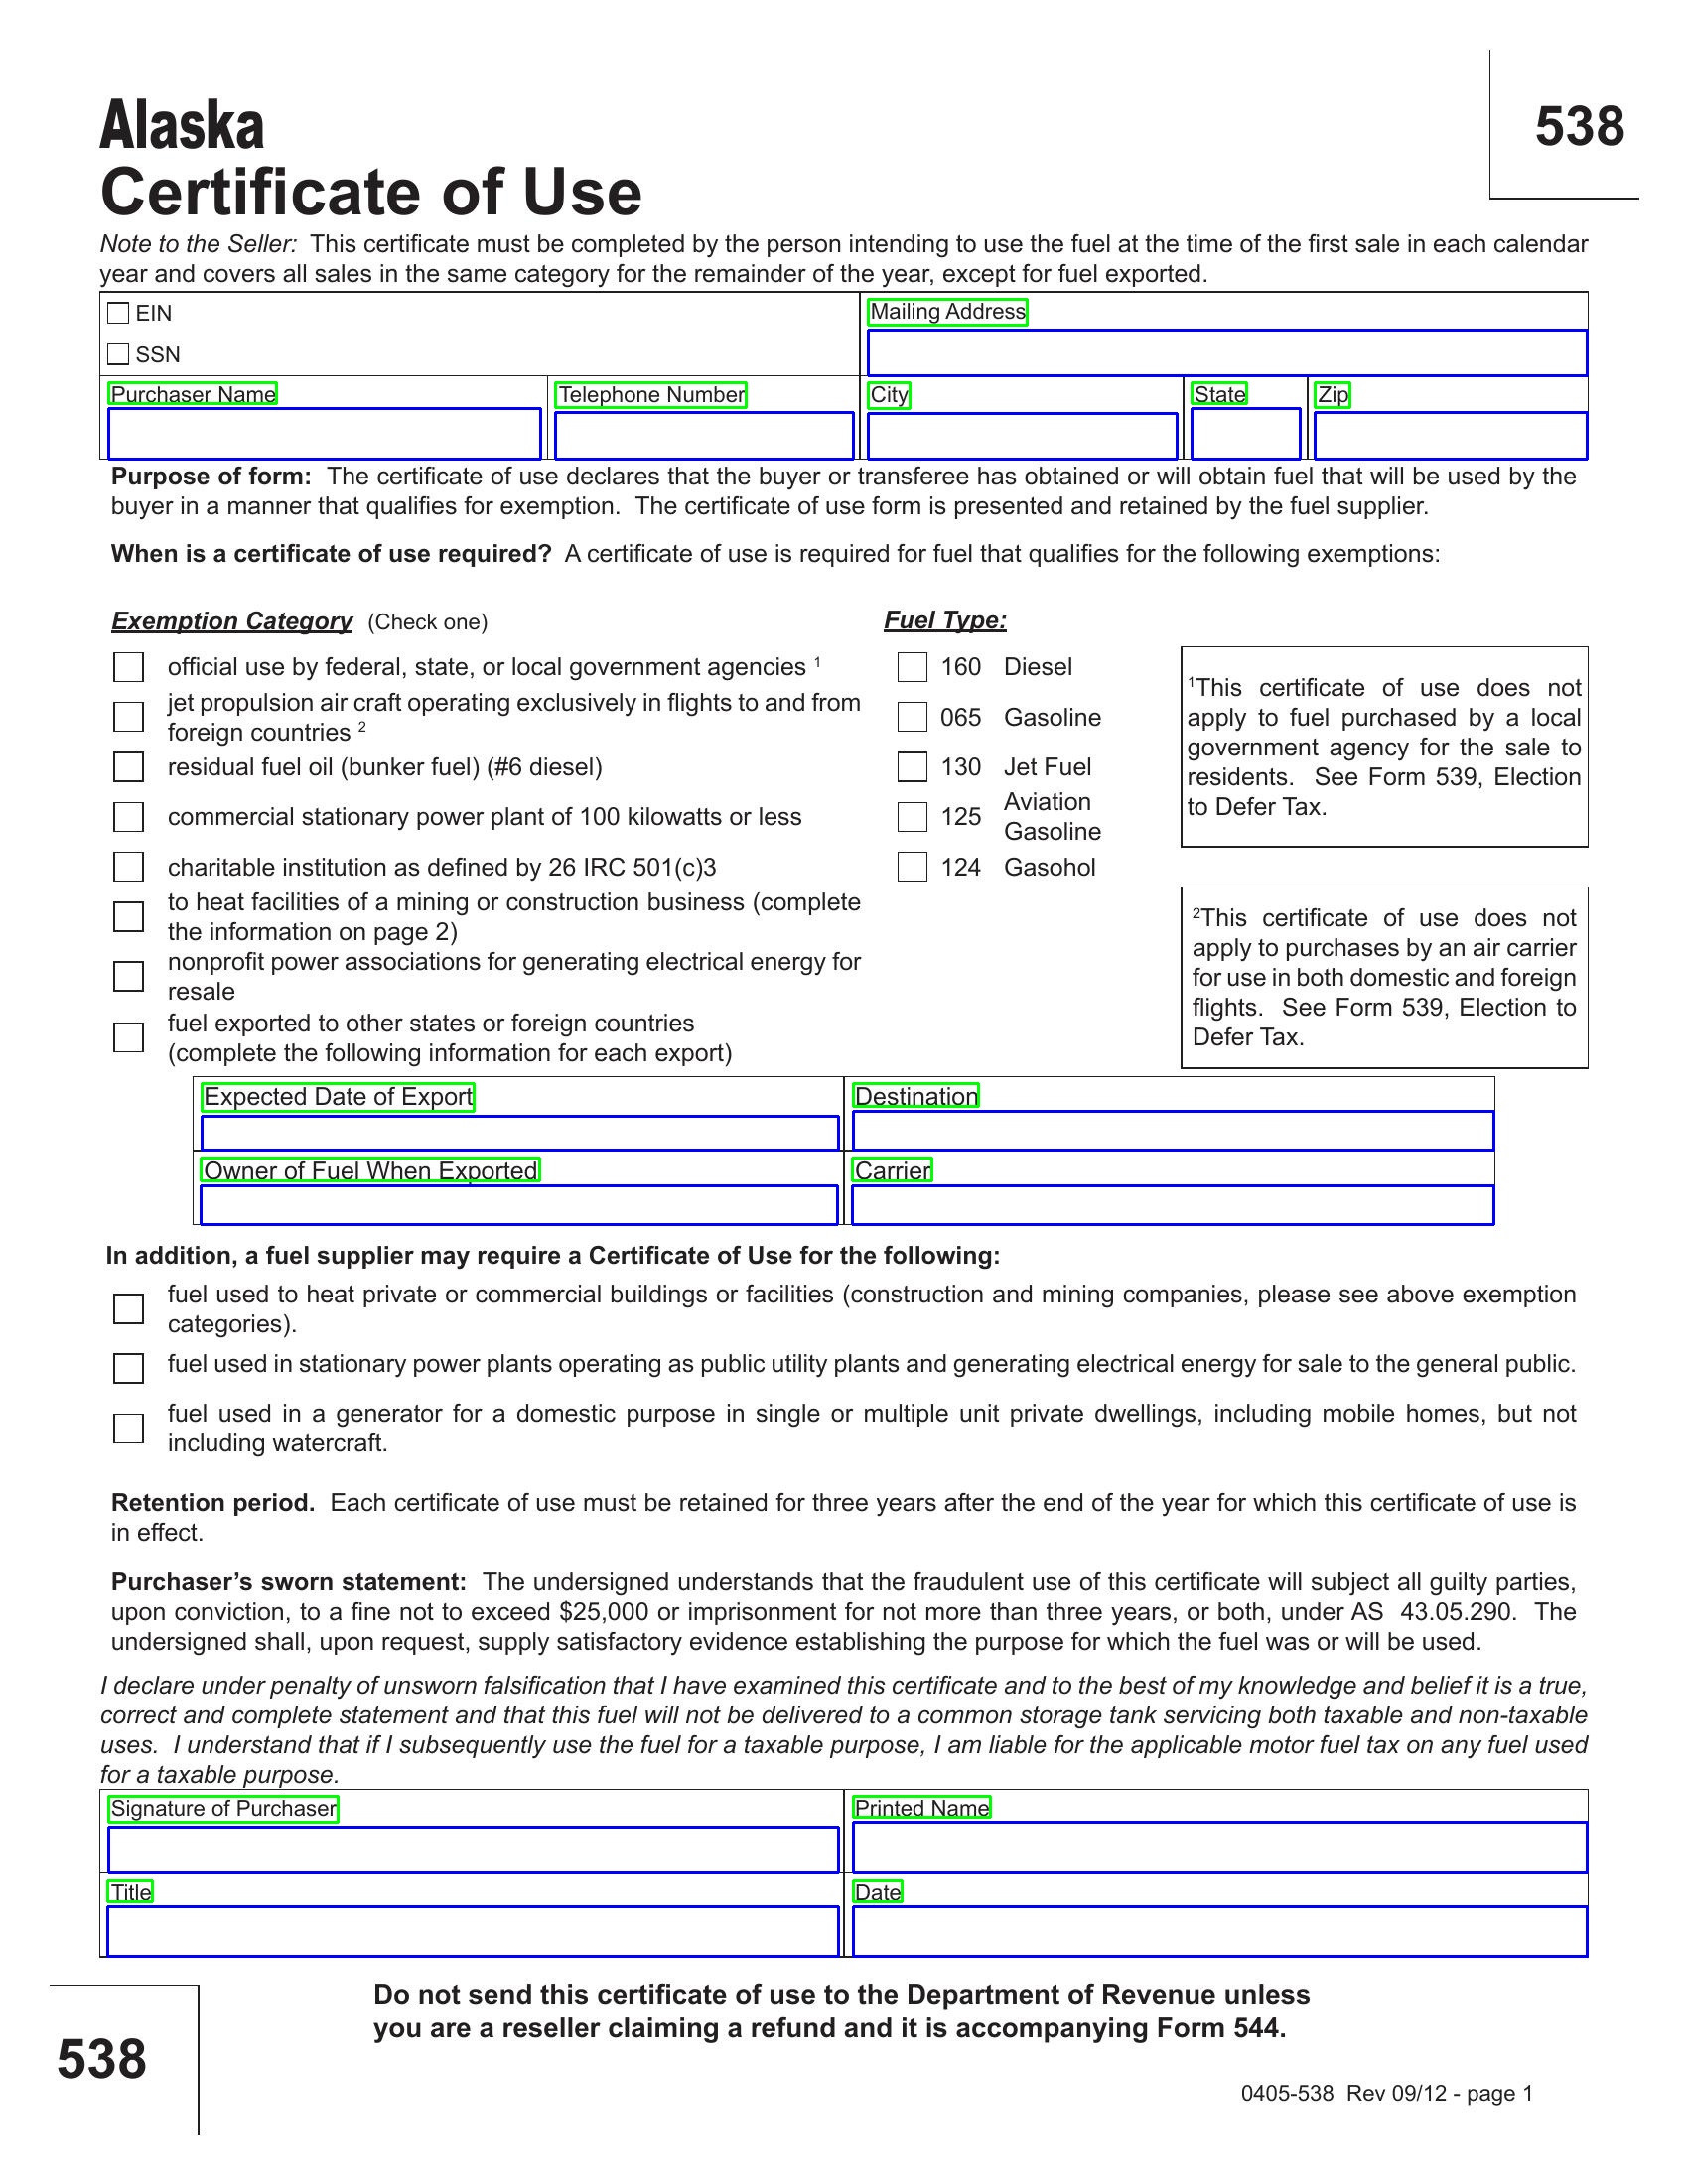 538
Alaska
Certificate of Use
Note to the Seller: This certificate must be completed by the person intending to use the fuel at the time of the first sale in each calendar
year and covers all sales in the same category for the remainder of the year, except for fuel exported.
EIN
Mailing Address
SSN
Purchaser Name
Telephone Number
City
State
Zip
Purpose of form: The certificate of use declares that the buyer or transferee has obtained or will obtain fuel that will be used by the
buyer in a manner that qualifies for exemption. The certificate of use form is presented and retained by the fuel supplier.
When is a certificate of use required? A certificate of use is required for fuel that qualifies for the following exemptions:
Exemption Category (Check one)
official use by federal, state, or local government agencies 1
jet propulsion air craft operating exclusively in flights to and from
foreign countries 2
residual fuel oil (bunker fuel) (#6 diesel)
commercial stationary power plant of 100 kilowatts or less
charitable institution as defined by 26 IRC 501(c)3
to heat facilities of a mining or construction business (complete
the information on page 2)
nonprofit power associations for generating electrical energy for
resale
fuel exported to other states or foreign countries
(complete the following information for each export)
Fuel Type:
160 Diesel
065 Gasoline
130 Jet Fuel
125 Aviation
Gasoline
124 Gasohol
1This certificate of use does not
apply to fuel purchased by a local
government agency for the sale to
residents. See Form 539, Election
to Defer Tax.
2This certificate of use does not
apply to purchases by an air carrier
for use in both domestic and foreign
flights. See Form 539, Election to
Defer Tax.
Expected Date of Export
Destination
Owner of Fuel When Exported
Carrier
In addition, a fuel supplier may require a Certificate of Use for the following:
fuel used to heat private or commercial buildings or facilities (construction and mining companies, please see above exemption
categories).
fuel used in stationary power plants operating as public utility plants and generating electrical energy for sale to the general public.
fuel used in a generator for a domestic purpose in single or multiple unit private dwellings, including mobile homes, but not
including watercraft.
Retention period. Each certificate of use must be retained for three years after the end of the year for which this certificate of use is
in effect.
Purchaser's sworn statement: The undersigned understands that the fraudulent use of this certificate will subject all guilty parties,
upon conviction, to a fine not to exceed $25,000 or imprisonment for not more than three years, or both, under AS 43.05.290. The
undersigned shall, upon request, supply satisfactory evidence establishing the purpose for which the fuel was or will be used.
I declare under penalty of unsworn falsification that I have examined this certificate and to the best of my knowledge and belief it is a true,
correct and complete statement and that this fuel will not be delivered to a common storage tank servicing both taxable and non-taxable
uses. I understand that if I subsequently use the fuel for a taxable purpose, I am liable for the applicable motor fuel tax on any fuel used
for a taxable purpose.
Signature of Purchaser
Printed Name
Title
Date
Do not send this certificate of use to the Department of Revenue unless
you are a reseller claiming a refund and it is accompanying Form 544.
538
0405-538 Rev 09/12 - page 1